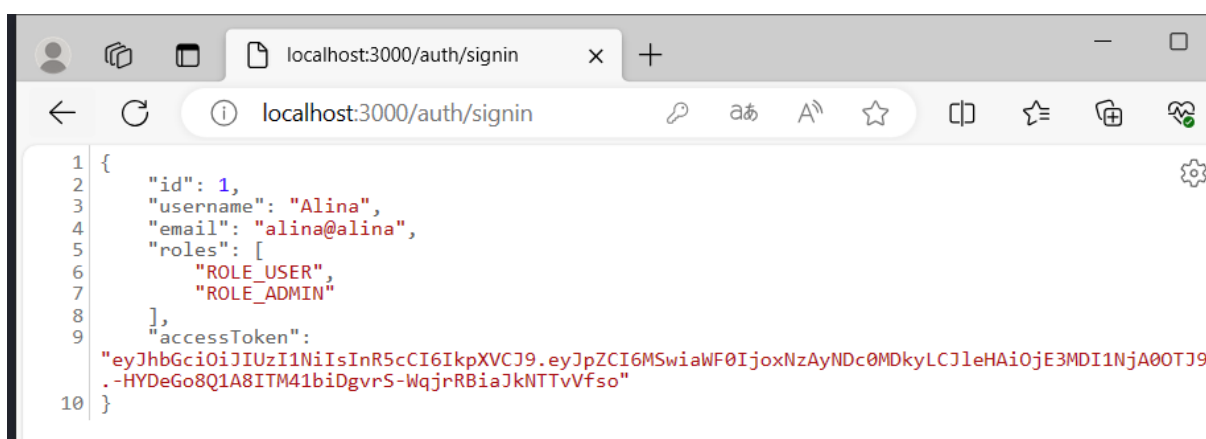 localhost:3000/auth/signin
localhost:3000/auth/signin
1 {
2 "id": 1,
3 "username": "Alina",
4 "email": "alina@alina",
5 "roles": [
6 "ROLE_USER",
7 "ROLE_ADMIN"
8 ],
9 "accessToken":
"eyJhbGciOiJIUzI1NiIsInR5cCI6IkpXVCJ9.eyJpZCI6MSwiaWF0IjoxNzAyNDc0MDkyLCJleHAiOjE3MDI1NjA0OTJ9
.-HYDeGo8Q1A8ITM41biDgvrS-WqjrRBiaJkNTTvVfso"
10 }